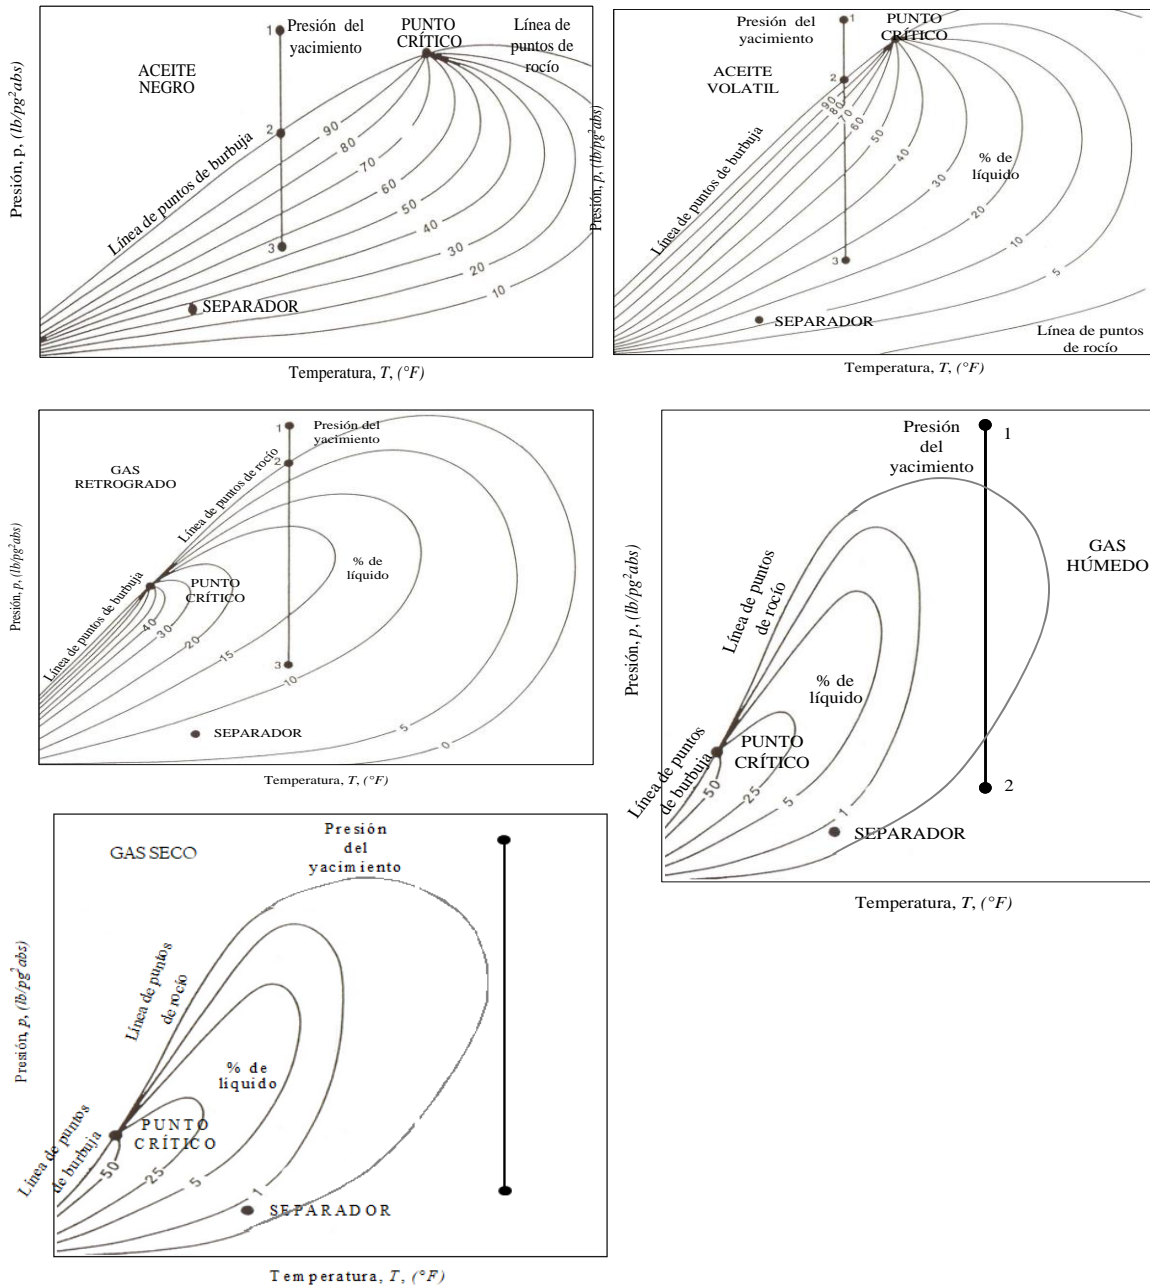 1
Presión del
yacimiento
PUNTO
CRÍTICO
Línea de
puntos de
rocío
ACEITE
NEGRO
2
Línea de puntos de burbuja
90
80
70
60
50
40
30
20
10
3
SEPARADOR
Presión, p, (lb/pg²abs)
Temperatura, T, (°F)
Presión del
yacimiento
1
PUNTO
CRÍTICO
ACEITE
VOLATIL
2
Línea de puntos de burbuja
90
80
70
60
50
40
30
20
10
5
% de
líquido
3
SEPARADOR
Línea de puntos
de rocío
Presión, p, (lb/pg²abs)
Temperatura, T, (°F)
1
Presión del
yacimiento
2
GAS
RETROGRADO
Línea de puntos de rocío
% de
líquido
PUNTO
CRÍTICO
Línea de puntos de burbuja
40
30
20
15
10
5
0
3
SEPARADOR
Presión, p, (lb/pg²abs)
Temperatura, T, (°F)
Presión
del
yacimiento
1
GAS
HÚMEDO
Línea de puntos
de rocío
% de
líquido
PUNTO
CRÍTICO
Línea de puntos
de burbuja
50
25
5
1
2
SEPARADOR
Presión, p, (lb/pg²abs)
Temperatura, T, (°F)
GAS SECO
Presión
del
yacimiento
Línea de puntos
de rocío
% de
líquido
PUNTO
CRÍTICO
Línea de puntos
de burbuja
50
25
5
1
SEPARADOR
Presión, p, (lb/pg²abs)
Temperatura, T, (°F)